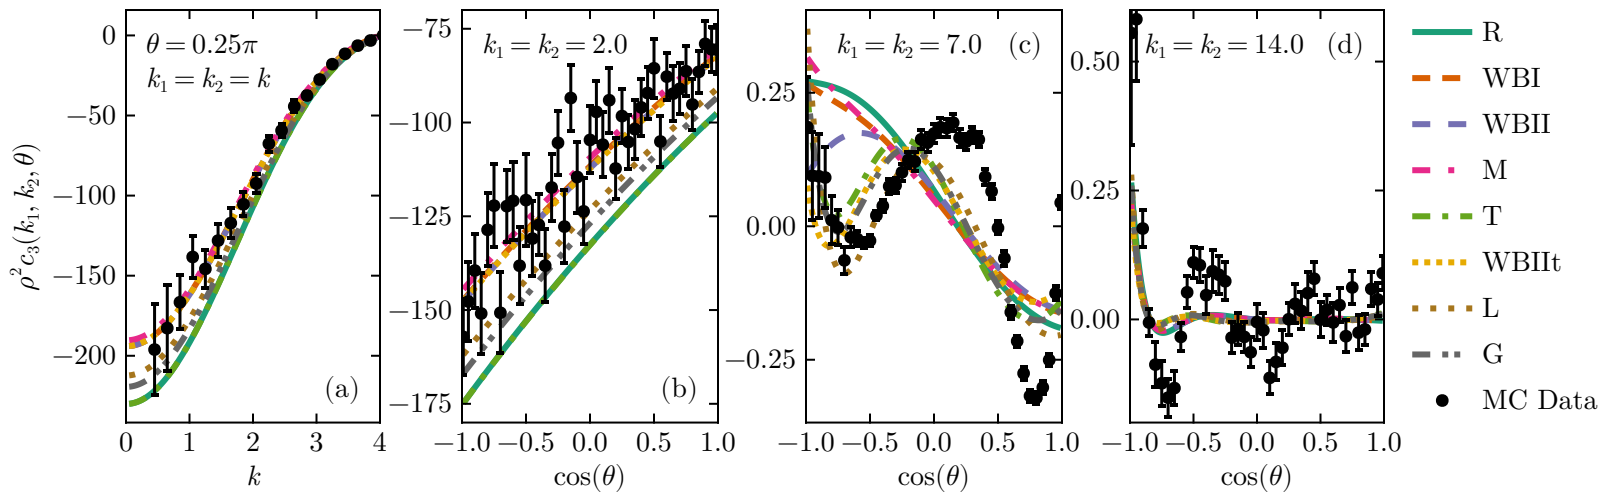 ρ²c₃(k₁, k₂, θ)
0
−50
−100
−150
−200
θ = 0.25π
k₁ = k₂ = k
(a)
0 1 2 3 4
k
−75
−100
−125
−150
−175
k₁ = k₂ = 2.0
(b)
−1.0 −0.5 0.0 0.5 1.0
cos(θ)
0.25
0.00
−0.25
k₁ = k₂ = 7.0 (c)
−1.0 −0.5 0.0 0.5 1.0
cos(θ)
0.50
0.25
0.00
k₁ = k₂ = 14.0 (d)
−1.0 −0.5 0.0 0.5 1.0
cos(θ)
R
WBI
WBII
M
T
WBIIt
L
G
MC Data